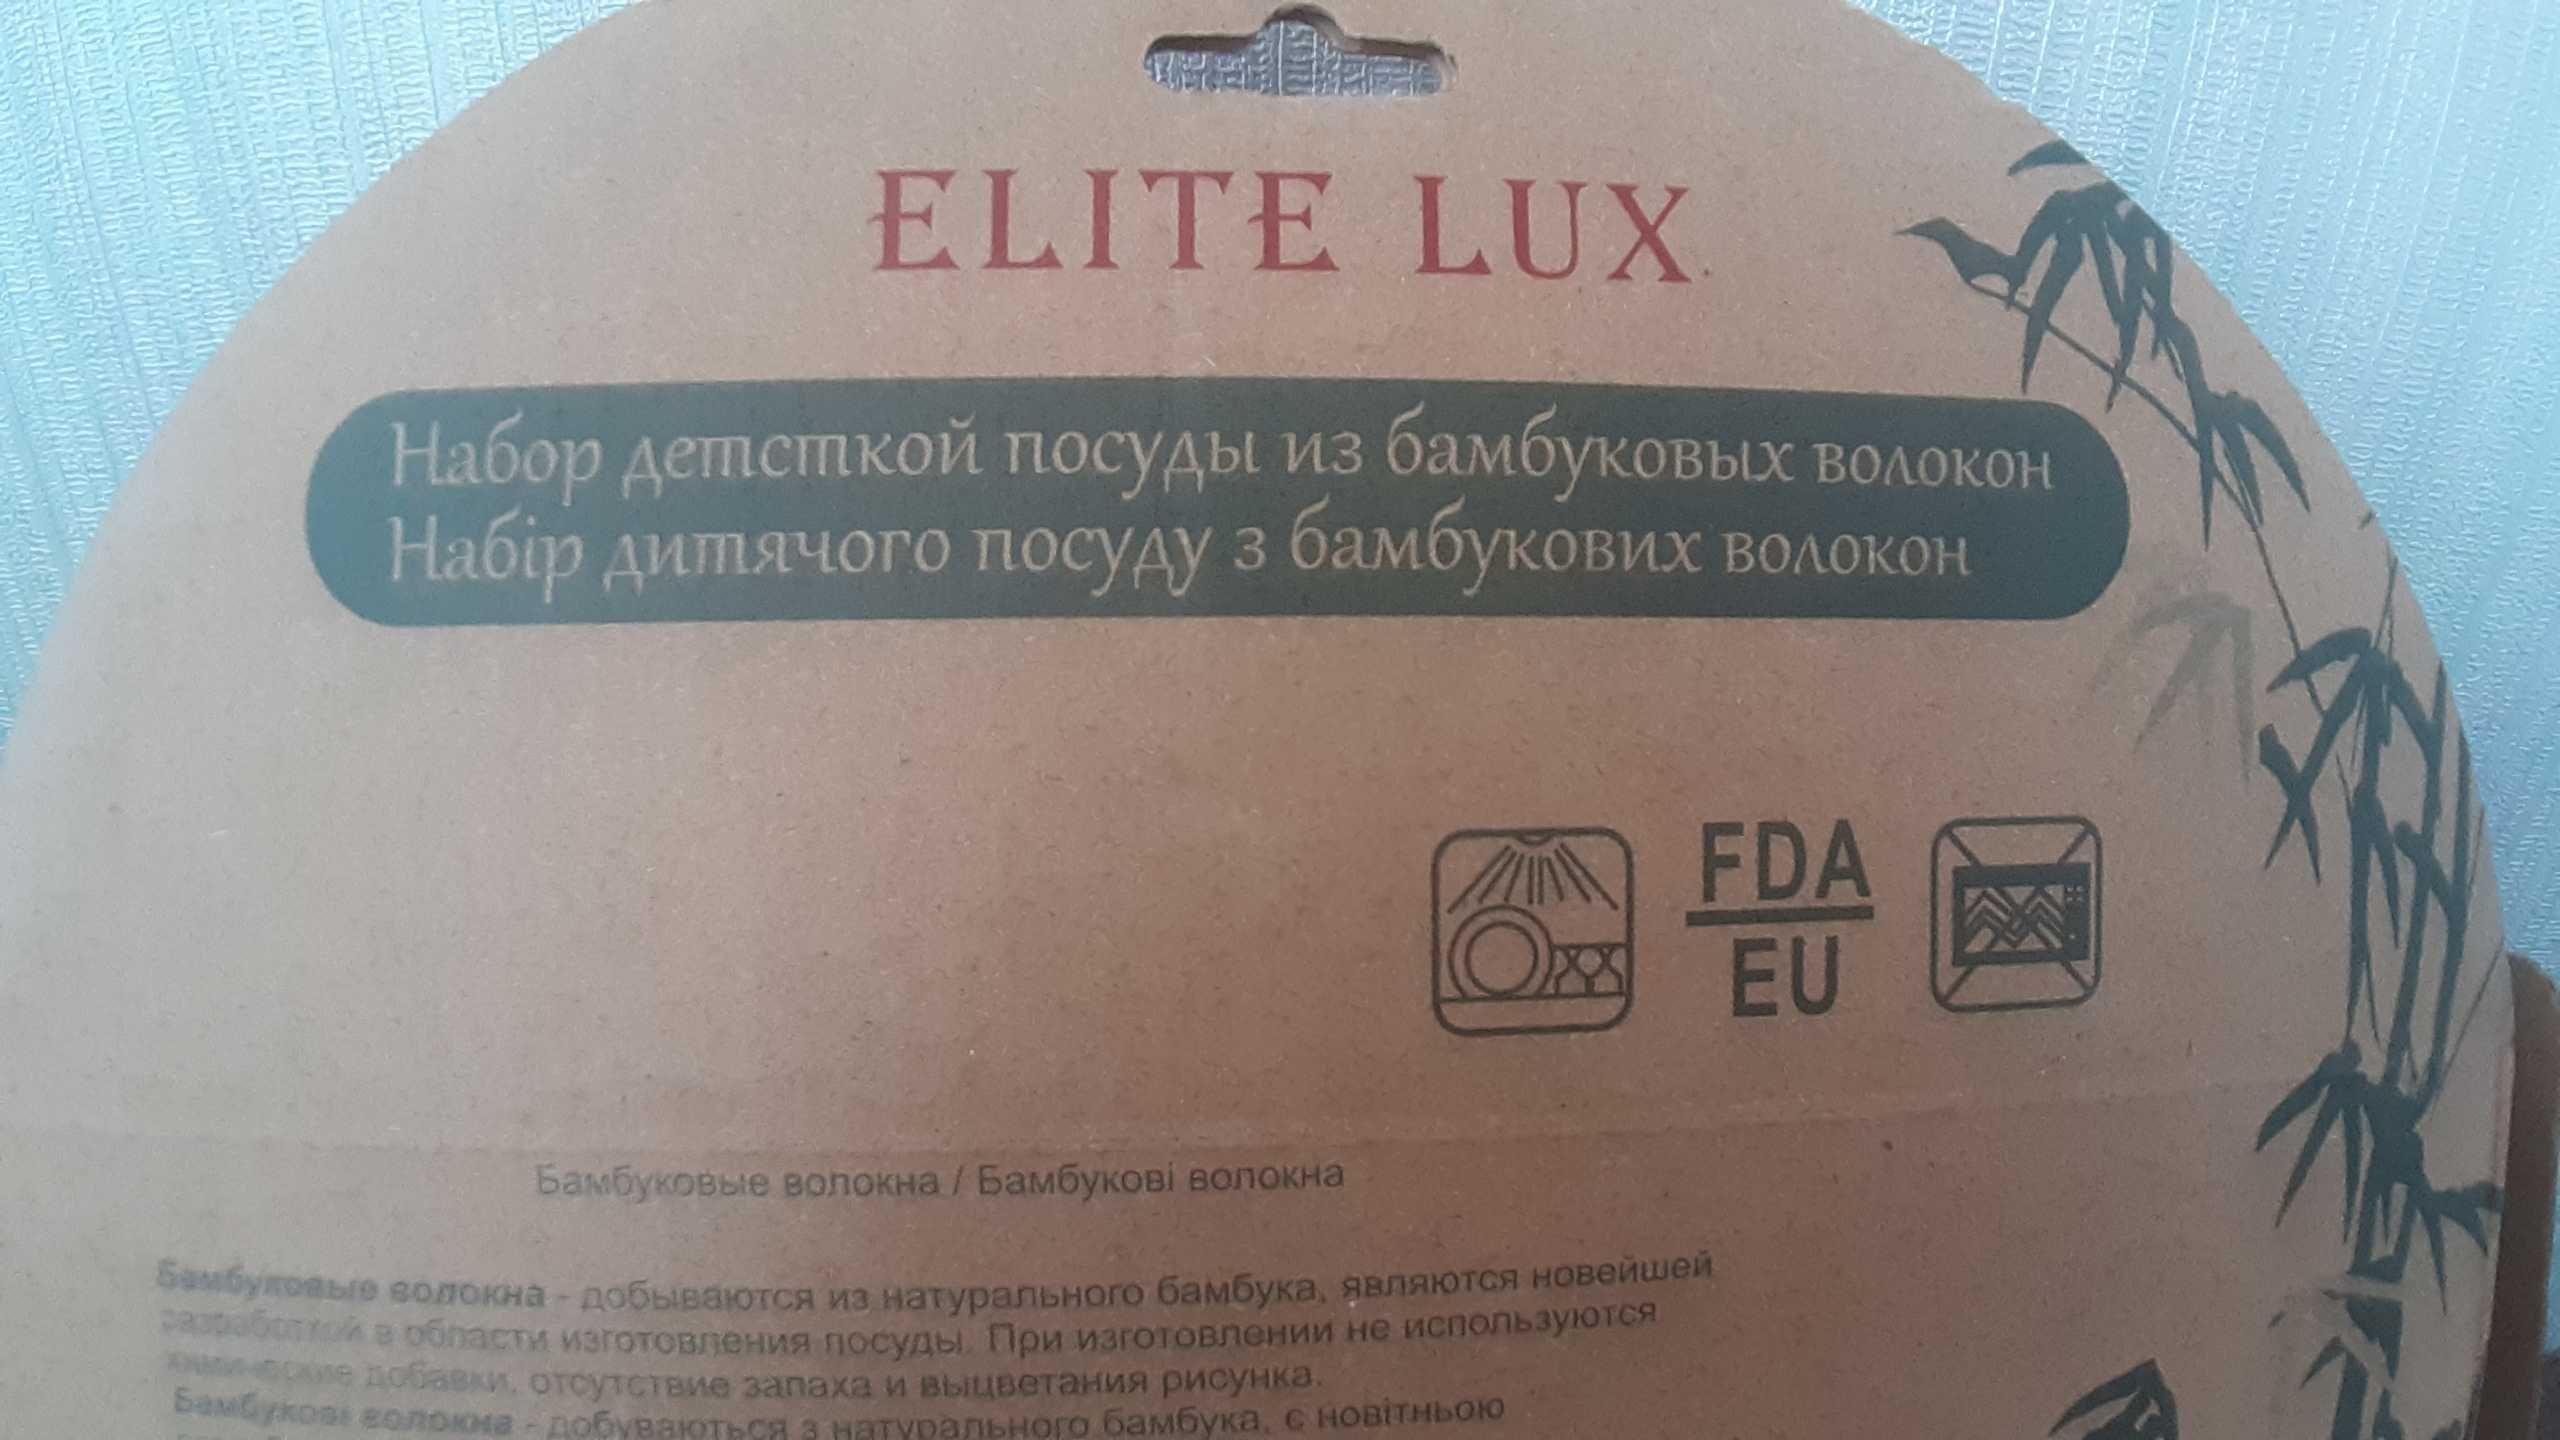 ELITE LUX
Набор детсткой посуды из бамбуковых волокон
Набір дитячого посуду з бамбукових волокон
FDA
EU
Бамбуковые волокна / Бамбукові волокна
Бамбуковые волокна - добываются из натурального бамбука, являются новейшей
разработкой в области изготовления посуды. При изготовлении не используются
химические добавки, отсутствие запаха и выцветания рисунка.
Бамбукові волокна - добуваються з натурального бамбука, є новітньою